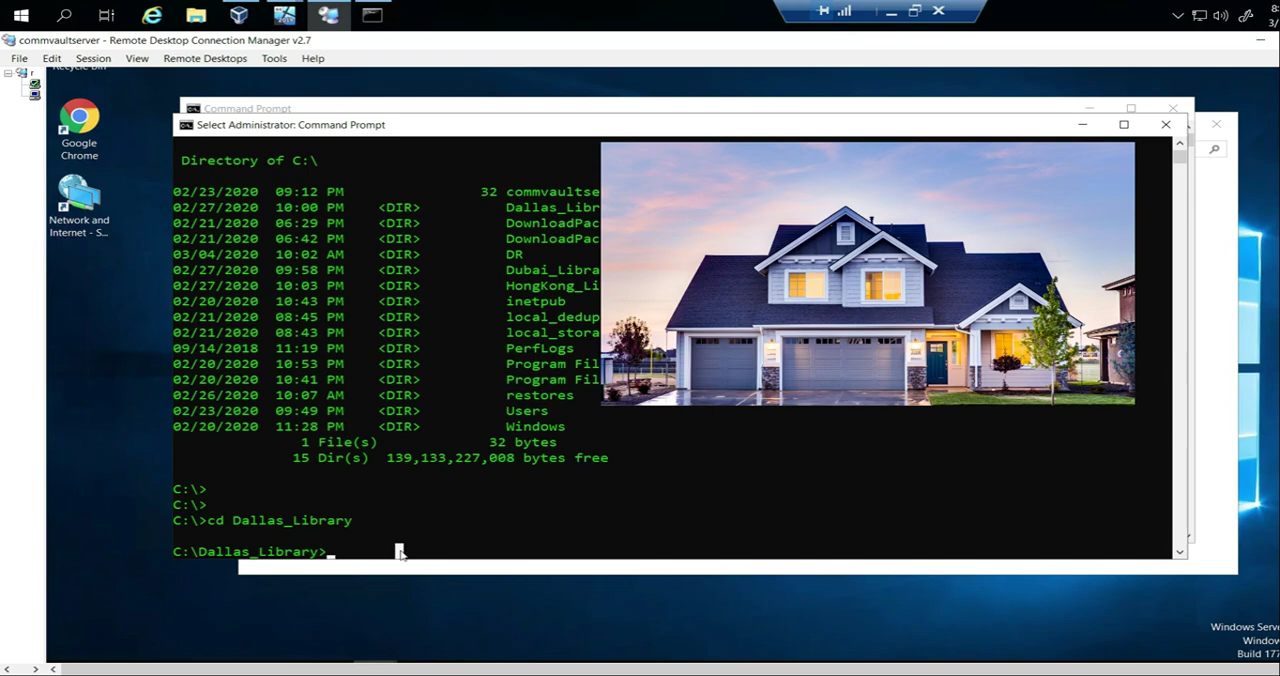 commvaultserver - Remote Desktop Connection Manager v2.7
File Edit Session View Remote Desktops Tools Help
Google
Chrome
Network and
Internet - S...
Command Prompt
Select Administrator: Command Prompt
Directory of C:\
02/23/2020 09:12 PM 32 commvaultse
02/27/2020 10:00 PM <DIR> Dallas_Libr
02/21/2020 06:29 PM <DIR> DownloadPac
02/21/2020 06:42 PM <DIR> DownloadPac
03/04/2020 10:02 AM <DIR> DR
02/27/2020 09:58 PM <DIR> Dubai_Libra
02/27/2020 10:03 PM <DIR> HongKong_Li
02/20/2020 10:43 PM <DIR> inetpub
02/21/2020 08:45 PM <DIR> local_dedup
02/21/2020 08:43 PM <DIR> local_stora
09/14/2018 11:19 PM <DIR> PerfLogs
02/20/2020 10:53 PM <DIR> Program Fil
02/20/2020 10:41 PM <DIR> Program Fil
02/26/2020 10:07 AM <DIR> restores
02/23/2020 09:49 PM <DIR> Users
02/20/2020 11:28 PM <DIR> Windows
1 File(s) 32 bytes
15 Dir(s) 139,133,227,008 bytes free
C:\>
C:\>
C:\>cd Dallas_Library
C:\Dallas_Library>
Windows Serve
Window
Build 177